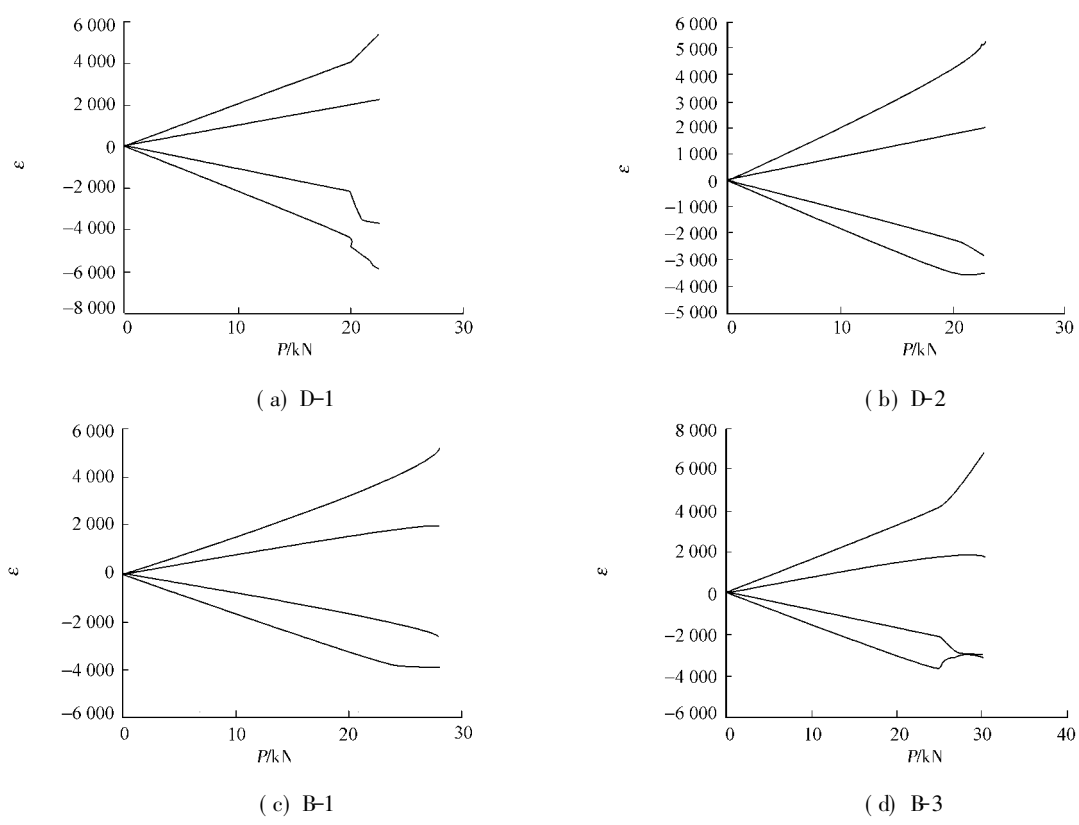 6 000
4 000
2 000
0
−2 000
−4 000
−6 000
−8 000
ε
0 10 20 30
P/kN
(a) D-1
6 000
5 000
4 000
3 000
2 000
1 000
0
−1 000
−2 000
−3 000
−4 000
−5 000
ε
0 10 20 30
P/kN
(b) D-2
6 000
4 000
2 000
0
−2 000
−4 000
−6 000
ε
0 10 20 30
P/kN
(c) B-1
8 000
6 000
4 000
2 000
0
−2 000
−4 000
−6 000
ε
0 10 20 30 40
P/kN
(d) B-3